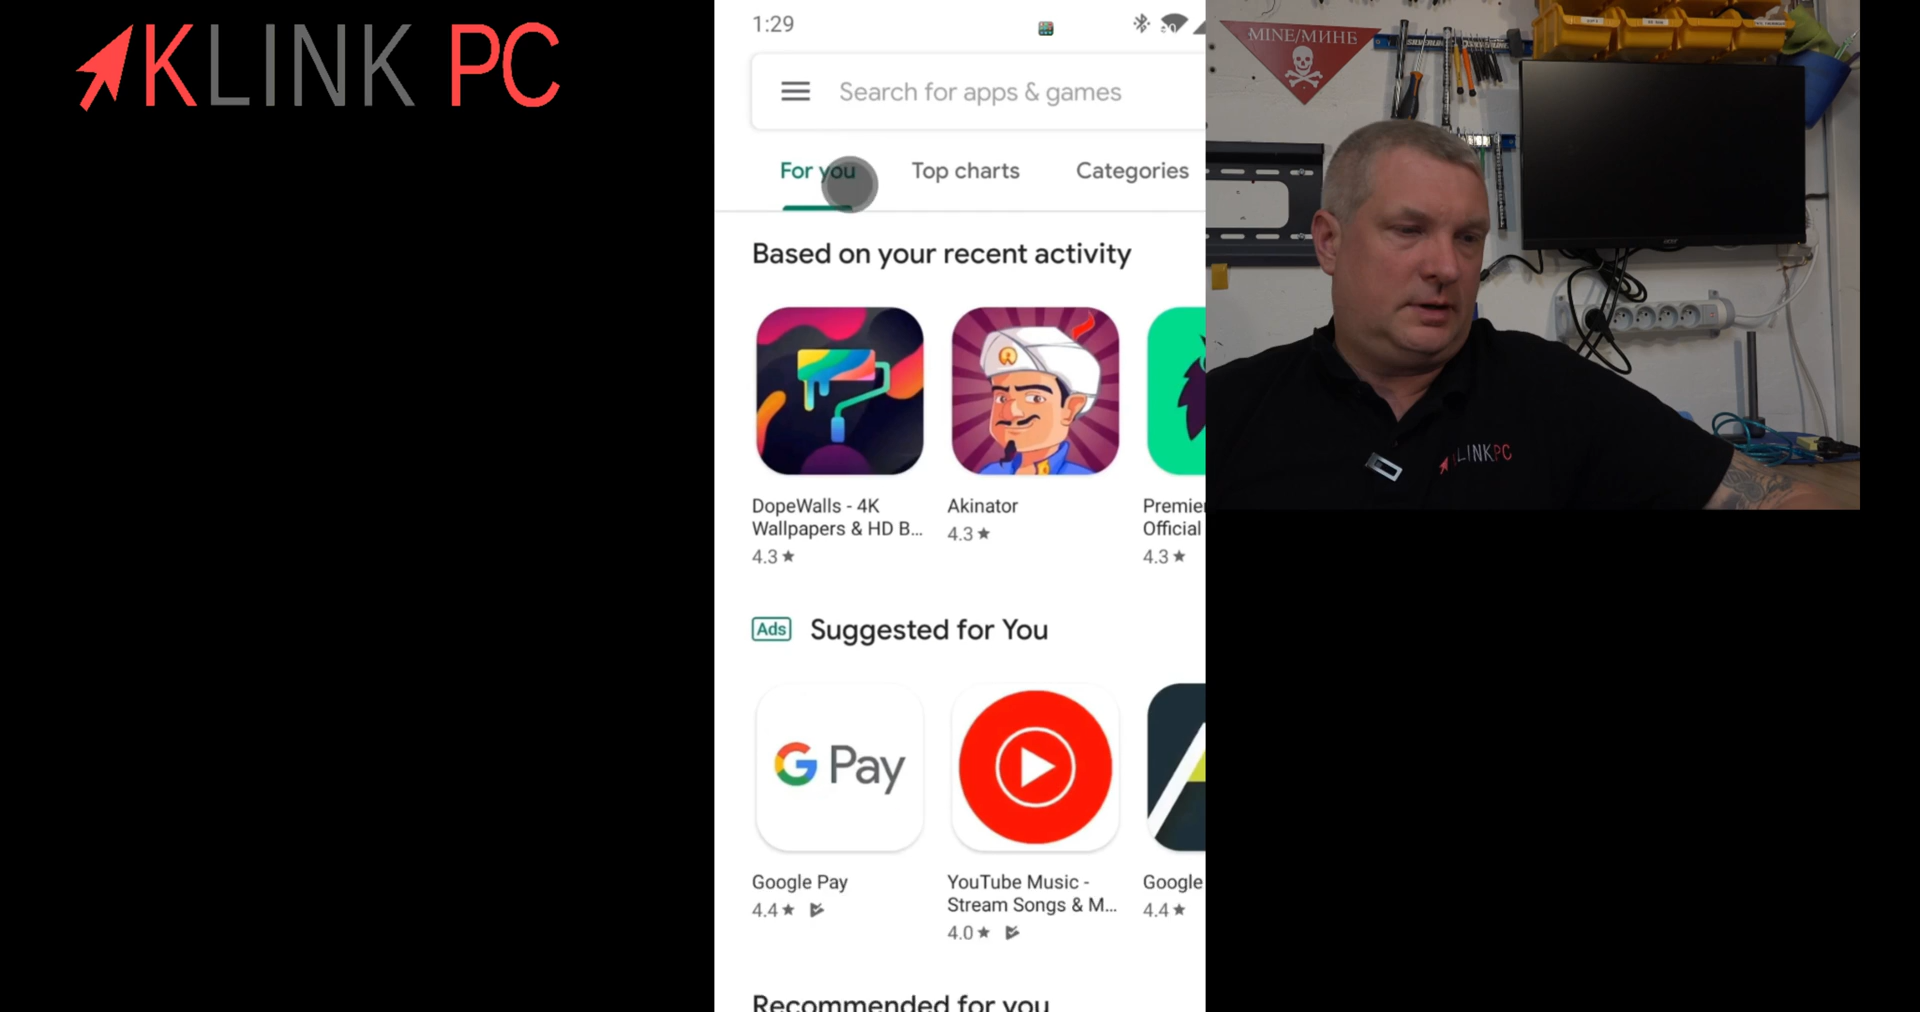 KLINK PC
1:29
Search for apps & games
For you
Top charts
Categories
Based on your recent activity
DopeWalls - 4K
Wallpapers & HD B...
4.3
Akinator
4.3
Premier
Official
4.3
Ads
Suggested for You
G Pay
Google Pay
4.4
YouTube Music -
Stream Songs & M...
4.0
Google
4.4
Recommended for you
MINE/МИНЕ
KLINKPC